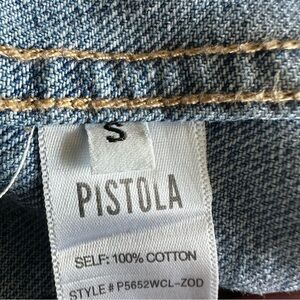 S
PISTOLA
SELF: 100% COTTON
STYLE # P5652WCL-ZOD